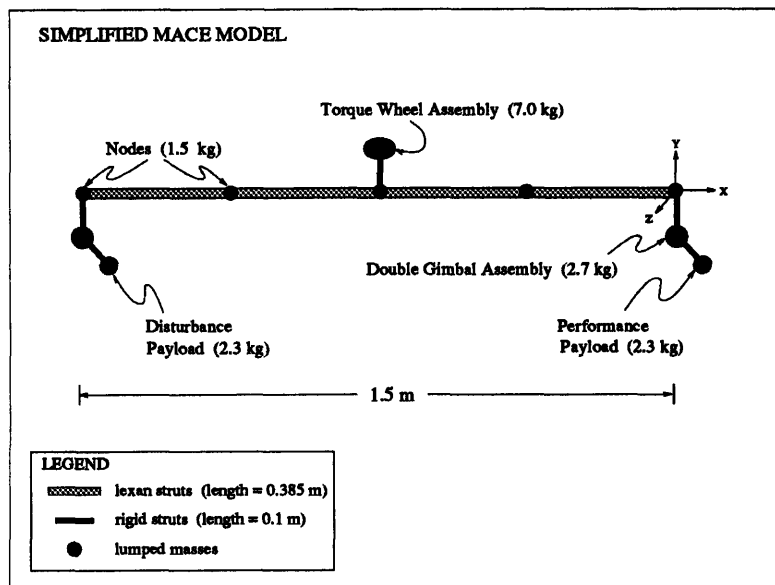 SIMPLIFIED MACE MODEL
Torque Wheel Assembly (7.0 kg)
Nodes (1.5 kg)
Y
X
Z
Double Gimbal Assembly (2.7 kg)
Disturbance
Payload (2.3 kg)
Performance
Payload (2.3 kg)
1.5 m
LEGEND
lexan struts (length = 0.385 m)
rigid struts (length = 0.1 m)
lumped masses